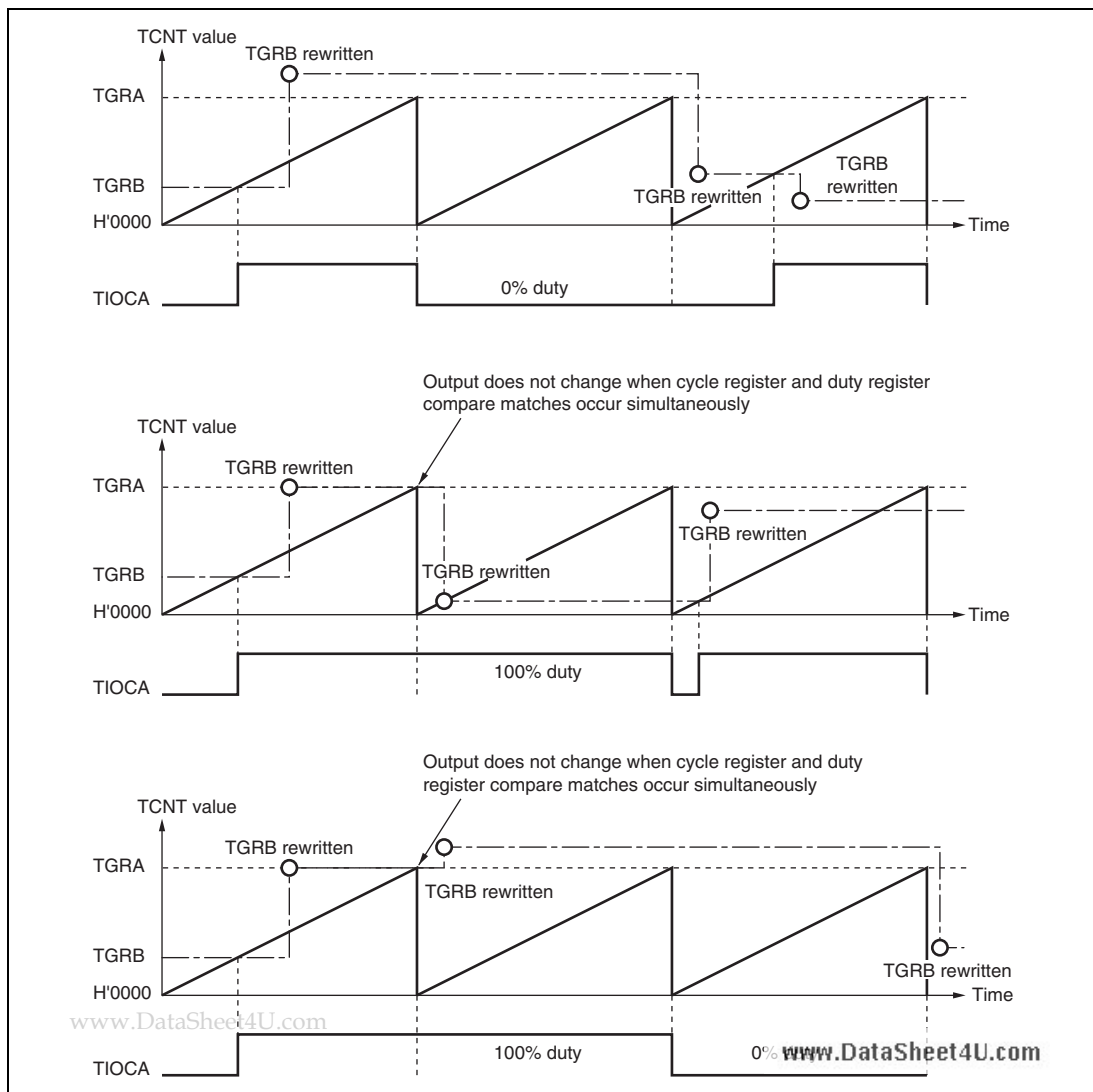 TCNT value
TGRB rewritten
TGRA
TGRB
rewritten
TGRB
TGRB rewritten
H'0000
Time
0% duty
TIOCA
Output does not change when cycle register and duty register
compare matches occur simultaneously
TCNT value
TGRB rewritten
TGRA
TGRB rewritten
TGRB
TGRB rewritten
H'0000
Time
100% duty
TIOCA
Output does not change when cycle register and duty
register compare matches occur simultaneously
TCNT value
TGRB rewritten
TGRA
TGRB rewritten
TGRB
TGRB rewritten
H'0000
Time
www.DataSheet4U.com
100% duty
0% www.DataSheet4U.com
TIOCA